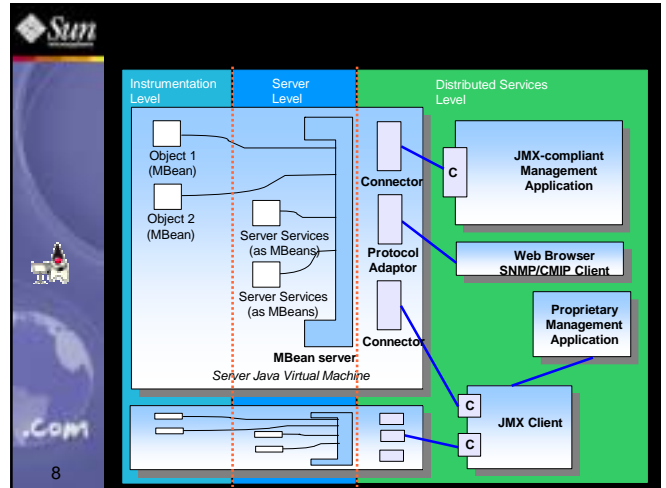 Sun
Instrumentation
Level
Server
Level
Distributed Services
Level
Object 1
(MBean)
Object 2
(MBean)
Server Services
(as MBeans)
Server Services
(as MBeans)
MBean server
Server Java Virtual Machine
Connector
Protocol
Adaptor
Connector
C
JMX-compliant
Management
Application
Web Browser
SNMP/CMIP Client
Proprietary
Management
Application
C
C
JMX Client
.com
8